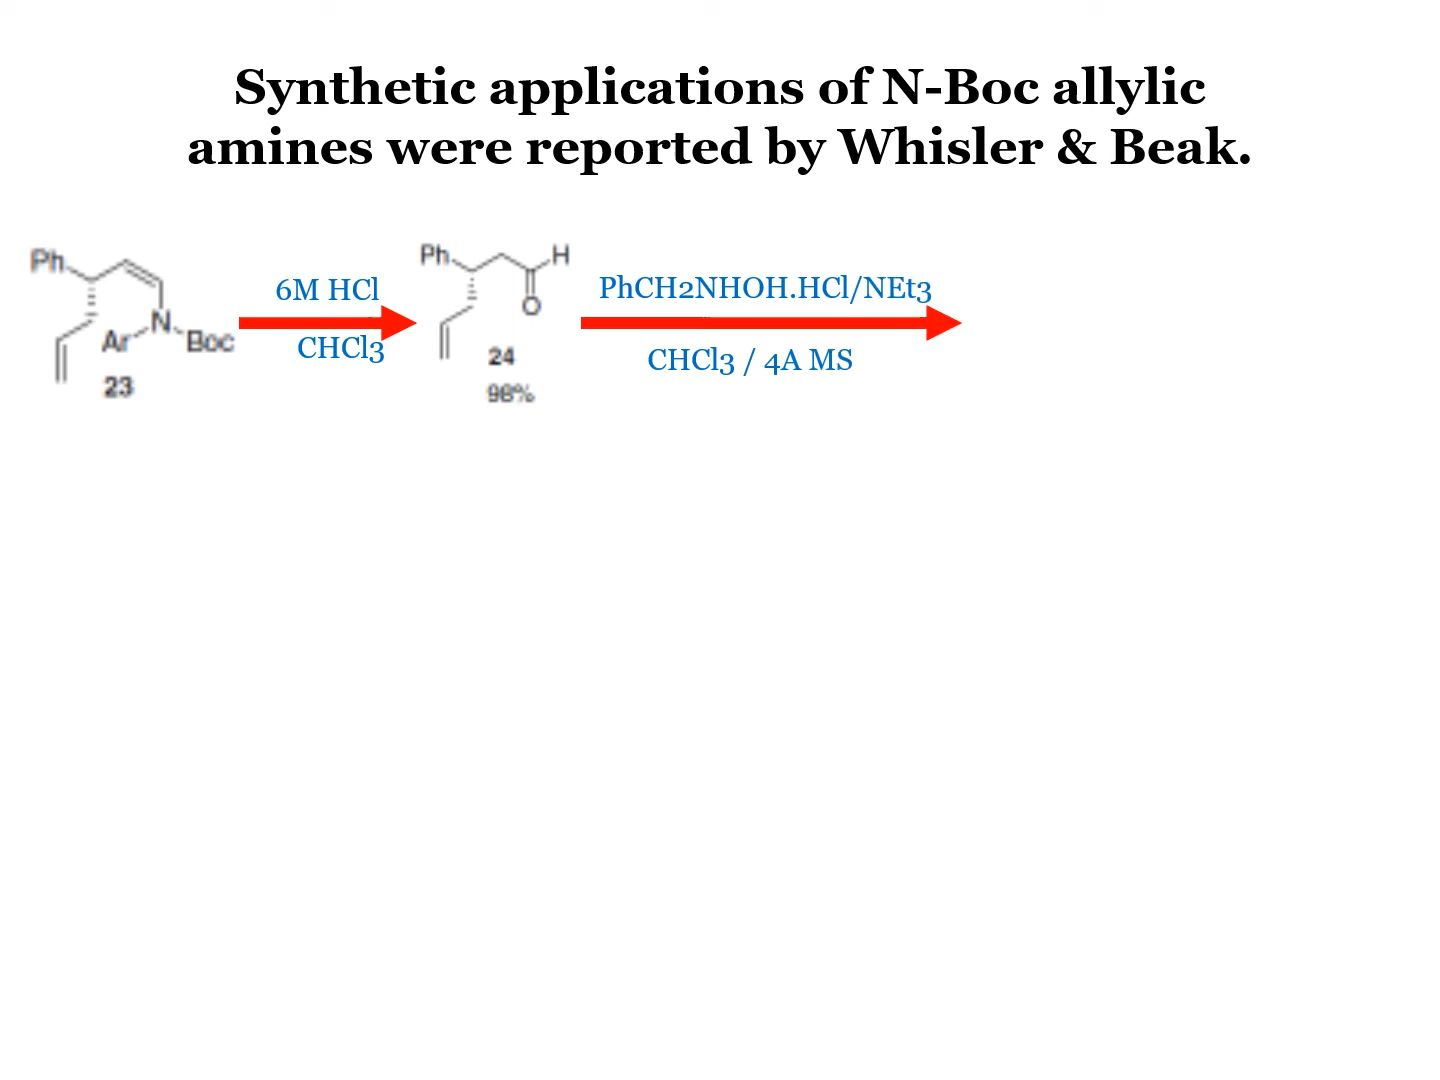 Synthetic applications of N-Boc allylic
amines were reported by Whisler & Beak.
Ph
N
Ar
Boc
23
6M HCl
CHCl3
Ph
H
O
24
98%
PhCH2NHOH.HCl/NEt3
CHCl3 / 4A MS